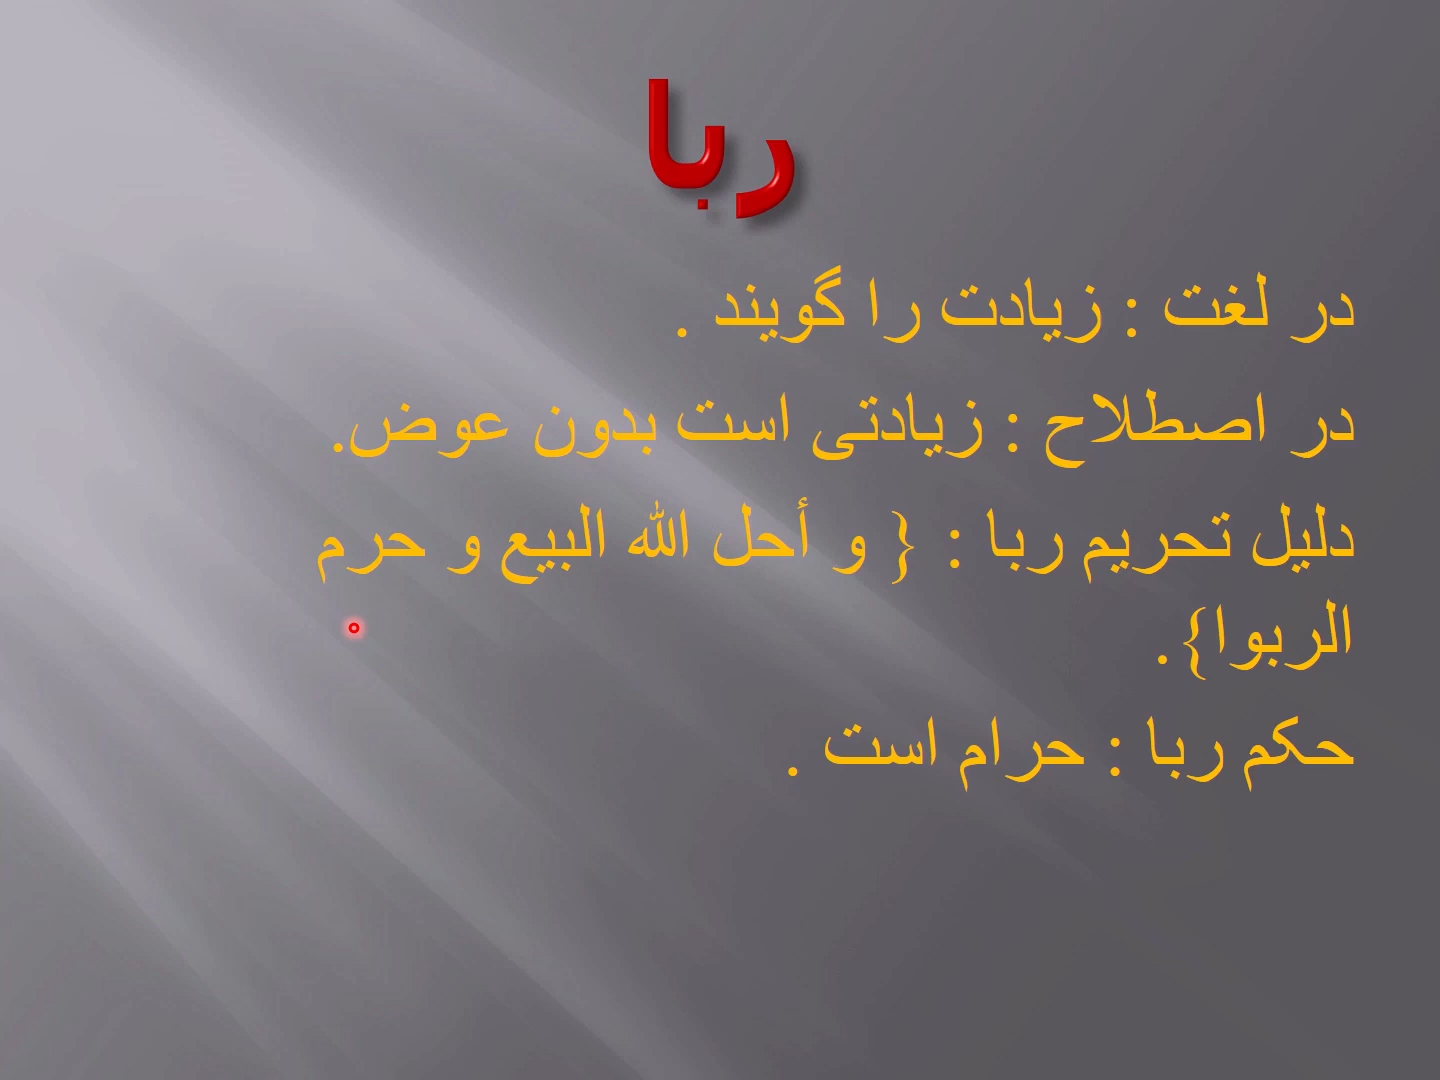 ربا
در لغت : زیادت را گویند .
در اصطلاح : زیادتی است بدون عوض.
دلیل تحریم ربا : { و أحل الله البیع و حرم
الربوا}.
حکم ربا : حرام است .